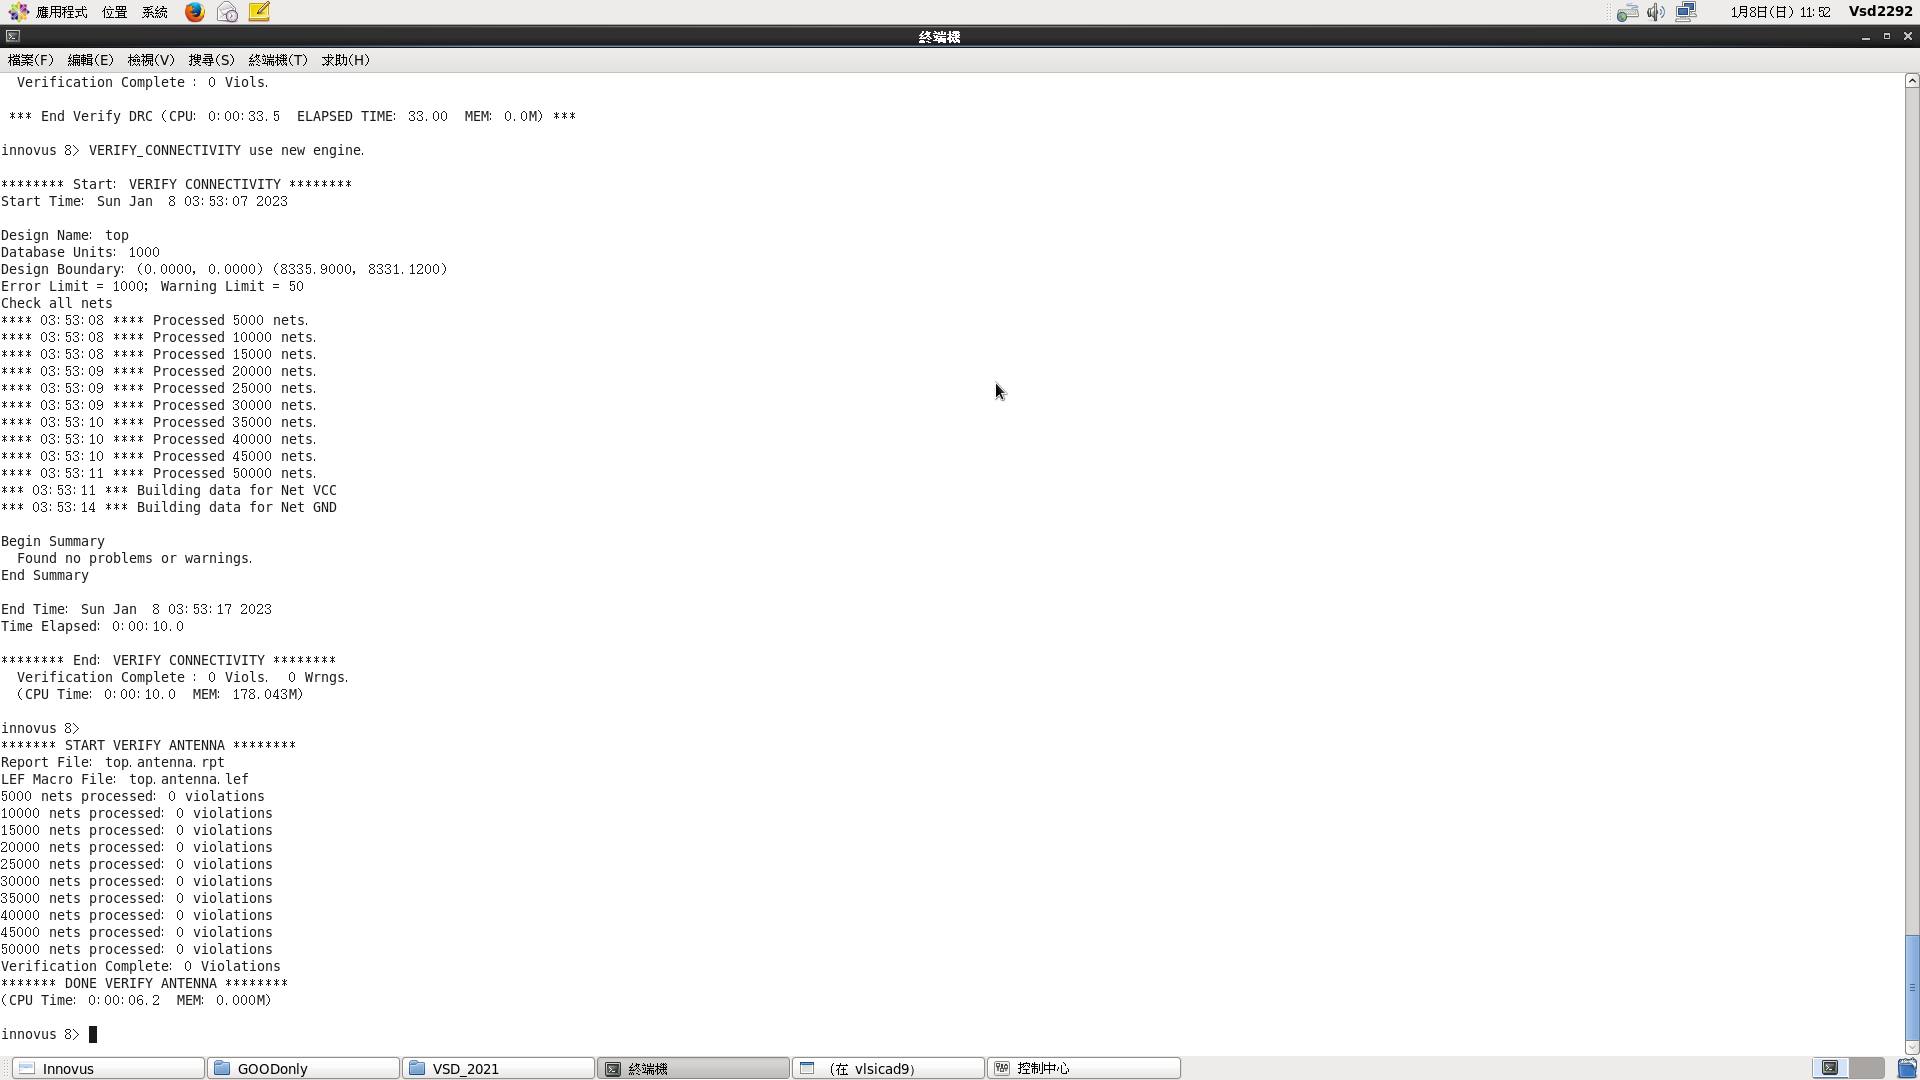 應用程式 位置 系統 1月8日(日) 11:52 Vsd2292
終端機
檔案(F) 編輯(E) 檢視(V) 搜尋(S) 終端機(T) 求助(H)
Verification Complete : 0 Viols.
*** End Verify DRC (CPU: 0:00:33.5 ELAPSED TIME: 33.00 MEM: 0.0M) ***
innovus 8> VERIFY_CONNECTIVITY use new engine.
******** Start: VERIFY CONNECTIVITY ********
Start Time: Sun Jan 8 03:53:07 2023
Design Name: top
Database Units: 1000
Design Boundary: (0.0000, 0.0000) (8335.9000, 8331.1200)
Error Limit = 1000; Warning Limit = 50
Check all nets
**** 03:53:08 **** Processed 5000 nets.
**** 03:53:08 **** Processed 10000 nets.
**** 03:53:08 **** Processed 15000 nets.
**** 03:53:09 **** Processed 20000 nets.
**** 03:53:09 **** Processed 25000 nets.
**** 03:53:09 **** Processed 30000 nets.
**** 03:53:10 **** Processed 35000 nets.
**** 03:53:10 **** Processed 40000 nets.
**** 03:53:10 **** Processed 45000 nets.
**** 03:53:11 **** Processed 50000 nets.
*** 03:53:11 *** Building data for Net VCC
*** 03:53:14 *** Building data for Net GND
Begin Summary
Found no problems or warnings.
End Summary
End Time: Sun Jan 8 03:53:17 2023
Time Elapsed: 0:00:10.0
******** End: VERIFY CONNECTIVITY ********
Verification Complete : 0 Viols. 0 Wrngs.
(CPU Time: 0:00:10.0 MEM: 178.043M)
innovus 8>
******* START VERIFY ANTENNA ********
Report File: top.antenna.rpt
LEF Macro File: top.antenna.lef
5000 nets processed: 0 violations
10000 nets processed: 0 violations
15000 nets processed: 0 violations
20000 nets processed: 0 violations
25000 nets processed: 0 violations
30000 nets processed: 0 violations
35000 nets processed: 0 violations
40000 nets processed: 0 violations
45000 nets processed: 0 violations
50000 nets processed: 0 violations
Verification Complete: 0 Violations
******* DONE VERIFY ANTENNA ********
(CPU Time: 0:00:06.2 MEM: 0.000M)
innovus 8>
Innovus GOODonly VSD_2021 終端機 (在 vlsicad9) 控制中心